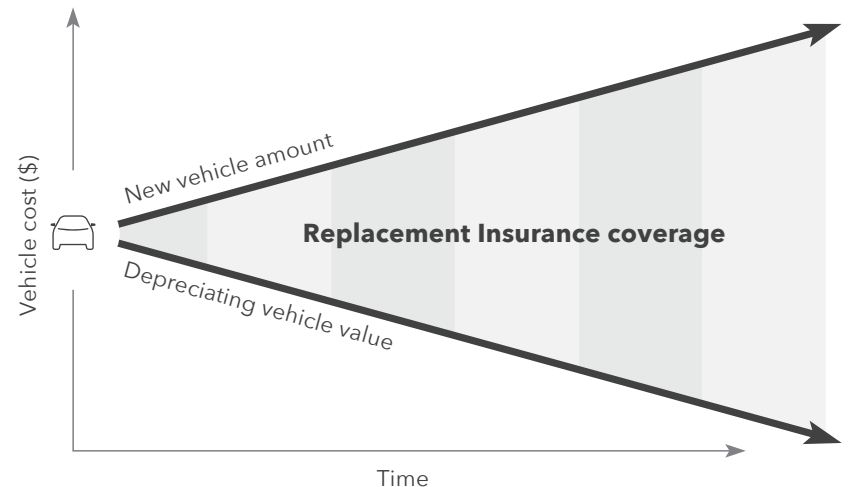 Vehicle cost ($)
New vehicle amount
Replacement Insurance coverage
Depreciating vehicle value
Time